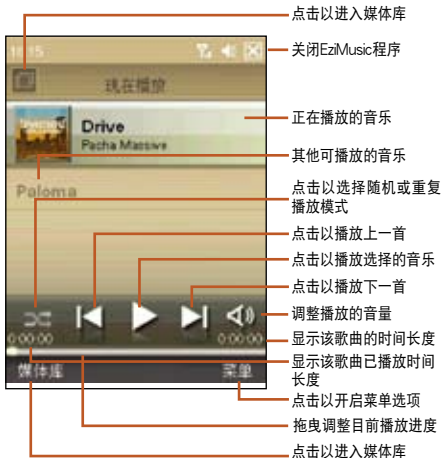 点击以进入媒体库
18:15
关闭EziMusic程序
现在播放
正在播放的音乐
Drive
Pacha Massive
其他可播放的音乐
Paloma
点击以选择随机或重复
播放模式
点击以播放上一首
点击以播放选择的音乐
点击以播放下一首
调整播放的音量
0:00:00
0:00:00
显示该歌曲的时间长度
显示该歌曲已播放时间
长度
媒体库
菜单
点击以开启菜单选项
拖曳调整目前播放进度
点击以进入媒体库